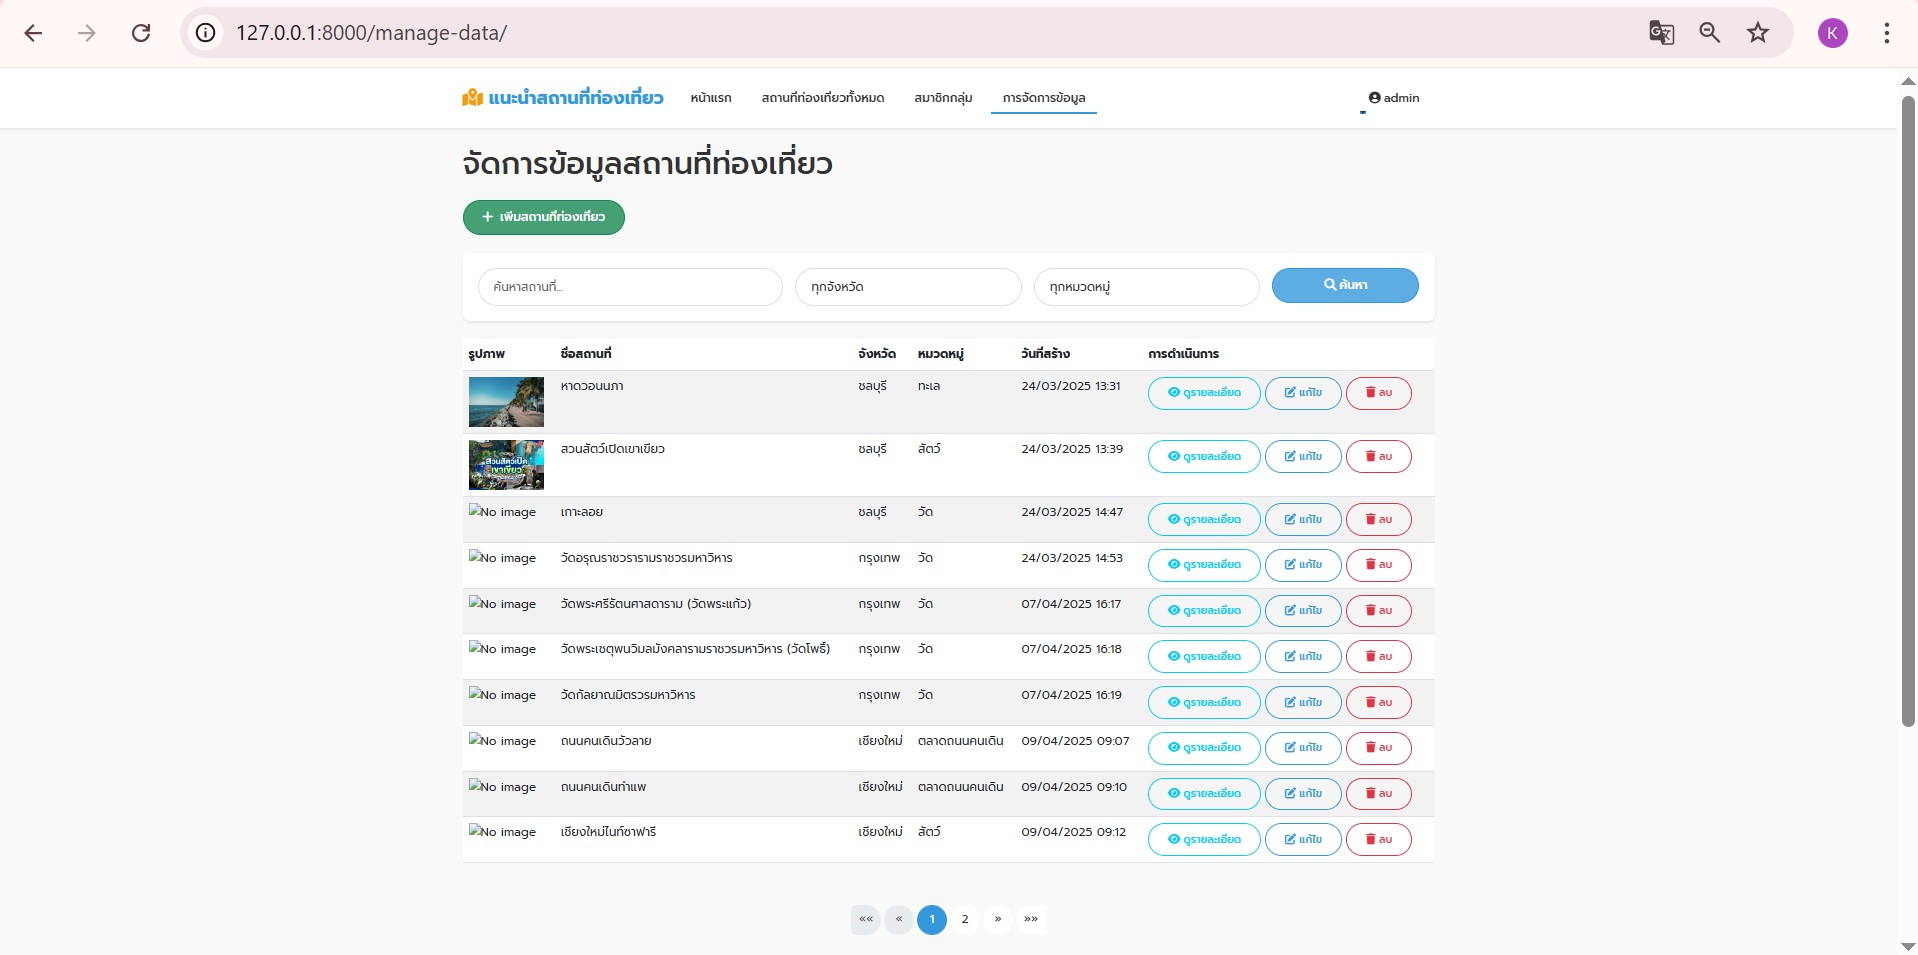 127.0.0.1:8000/manage-data/
K
แนะนำสถานที่ท่องเที่ยว หน้าแรก สถานที่ท่องเที่ยวทั้งหมด สมาชิกกลุ่ม การจัดการข้อมูล admin
จัดการข้อมูลสถานที่ท่องเที่ยว
+ เพิ่มสถานที่ท่องเที่ยว
ค้นหาสถานที่... ทุกจังหวัด ทุกหมวดหมู่ ค้นหา
รูปภาพ ชื่อสถานที่ จังหวัด หมวดหมู่ วันที่สร้าง การดำเนินการ
หาดวอนนภา ชลบุรี ทะเล 24/03/2025 13:31 ดูรายละเอียด แก้ไข ลบ
สวนสัตว์เปิดเขาเขียว สวนสัตว์เปิดเขาเขียว ชลบุรี สัตว์ 24/03/2025 13:39 ดูรายละเอียด แก้ไข ลบ
No image เกาะลอย ชลบุรี วัด 24/03/2025 14:47 ดูรายละเอียด แก้ไข ลบ
No image วัดอรุณราชวรารามราชวรมหาวิหาร กรุงเทพ วัด 24/03/2025 14:53 ดูรายละเอียด แก้ไข ลบ
No image วัดพระศรีรัตนศาสดาราม (วัดพระแก้ว) กรุงเทพ วัด 07/04/2025 16:17 ดูรายละเอียด แก้ไข ลบ
No image วัดพระเชตุพนวิมลมังคลารามราชวรมหาวิหาร (วัดโพธิ์) กรุงเทพ วัด 07/04/2025 16:18 ดูรายละเอียด แก้ไข ลบ
No image วัดกัลยาณมิตรวรมหาวิหาร กรุงเทพ วัด 07/04/2025 16:19 ดูรายละเอียด แก้ไข ลบ
No image ถนนคนเดินวัวลาย เชียงใหม่ ตลาดถนนคนเดิน 09/04/2025 09:07 ดูรายละเอียด แก้ไข ลบ
No image ถนนคนเดินท่าแพ เชียงใหม่ ตลาดถนนคนเดิน 09/04/2025 09:10 ดูรายละเอียด แก้ไข ลบ
No image เชียงใหม่ไนท์ซาฟารี เชียงใหม่ สัตว์ 09/04/2025 09:12 ดูรายละเอียด แก้ไข ลบ
«« « 1 2 » »»